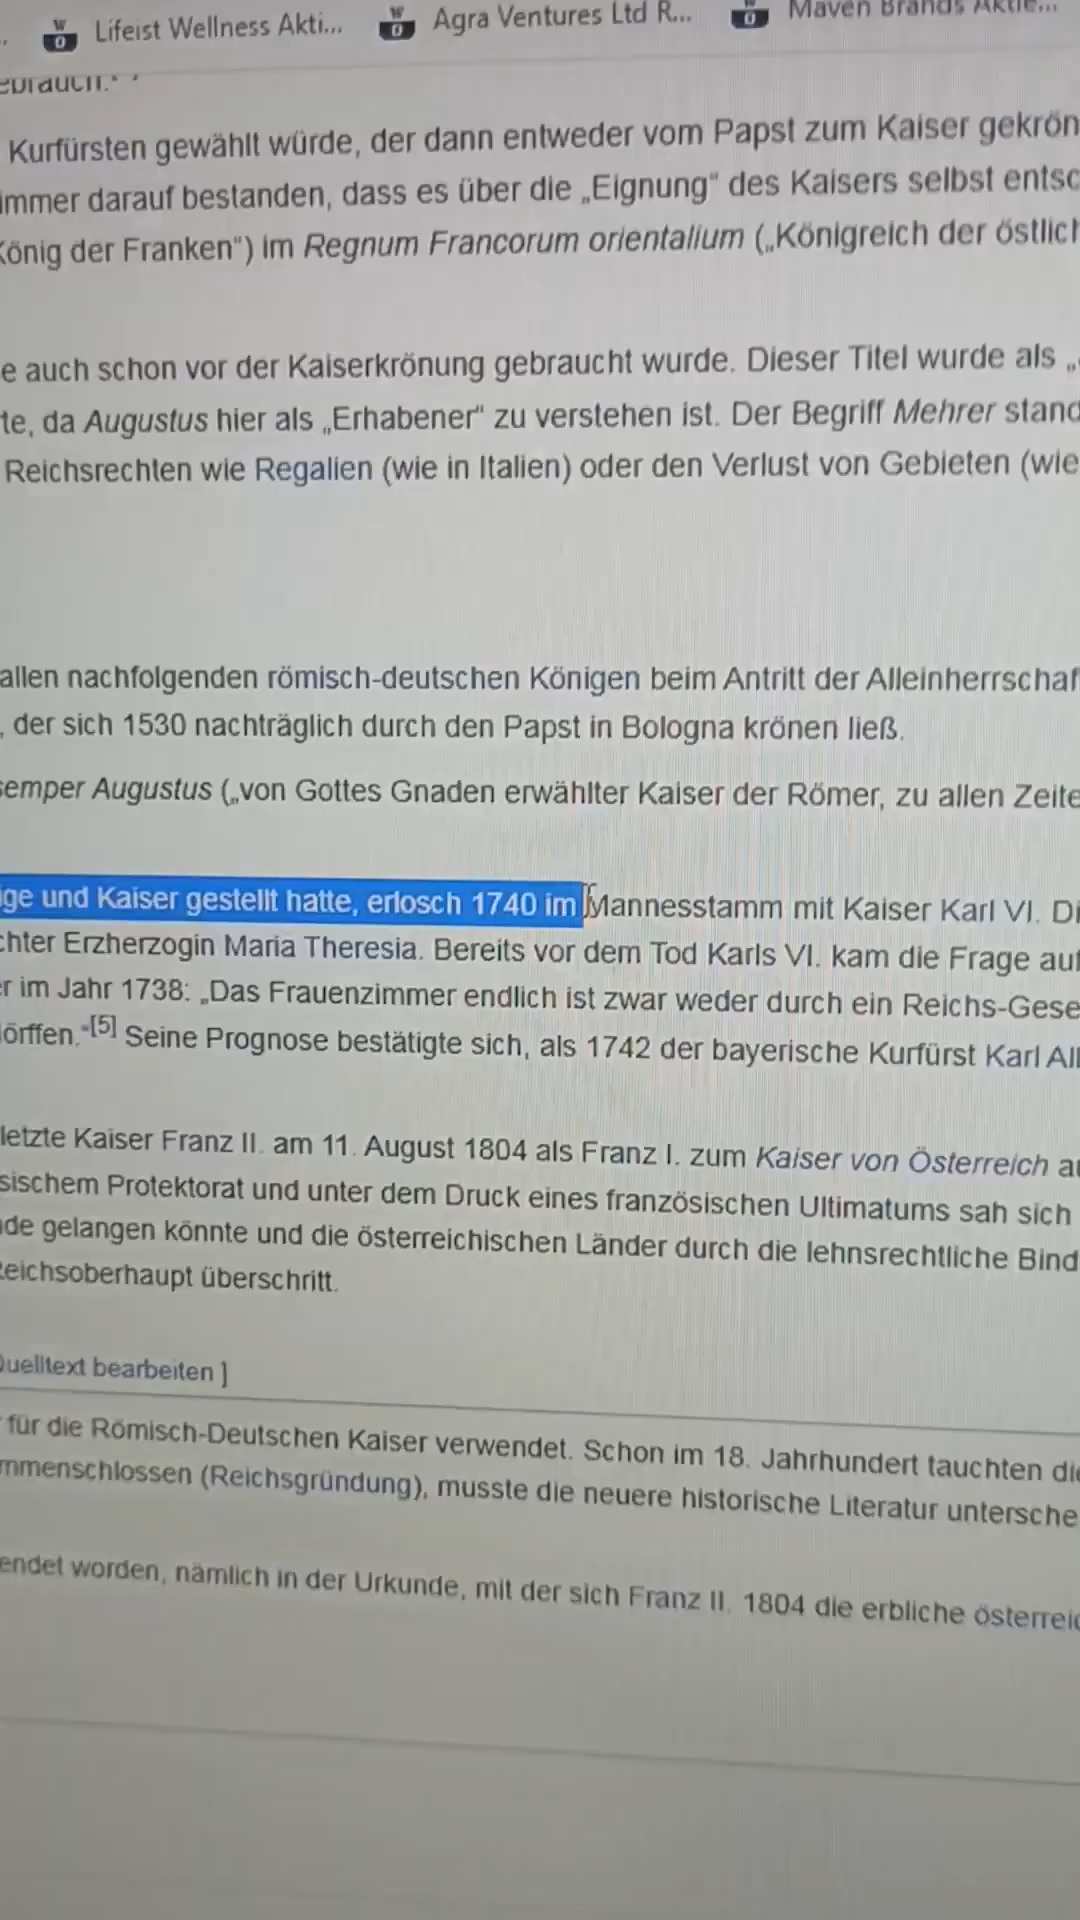 Lifeist Wellness Akti... Agra Ventures Ltd R... Maven Brands Aktie...
Kurfürsten gewählt würde, der dann entweder vom Papst zum Kaiser gekrön
immer darauf bestanden, dass es über die „Eignung“ des Kaisers selbst entsc
König der Franken“) im Regnum Francorum orientalium („Königreich der östlich
e auch schon vor der Kaiserkrönung gebraucht wurde. Dieser Titel wurde als „
te, da Augustus hier als „Erhabener“ zu verstehen ist. Der Begriff Mehrer stand
Reichsrechten wie Regalien (wie in Italien) oder den Verlust von Gebieten (wie
allen nachfolgenden römisch-deutschen Königen beim Antritt der Alleinherrschaf
, der sich 1530 nachträglich durch den Papst in Bologna krönen ließ.
semper Augustus („von Gottes Gnaden erwählter Kaiser der Römer, zu allen Zeite
ige und Kaiser gestellt hatte, erlosch 1740 im Mannesstamm mit Kaiser Karl VI. Di
chter Erzherzogin Maria Theresia. Bereits vor dem Tod Karls VI. kam die Frage auf
er im Jahr 1738: „Das Frauenzimmer endlich ist zwar weder durch ein Reichs-Gese
dörffen.“[5] Seine Prognose bestätigte sich, als 1742 der bayerische Kurfürst Karl Al
letzte Kaiser Franz II. am 11. August 1804 als Franz I. zum Kaiser von Österreich au
sischem Protektorat und unter dem Druck eines französischen Ultimatums sah sich
de gelangen könnte und die österreichischen Länder durch die lehnsrechtliche Bind
Reichsoberhaupt überschritt.
Quelltext bearbeiten ]
für die Römisch-Deutschen Kaiser verwendet. Schon im 18. Jahrhundert tauchten die
mmenschlossen (Reichsgründung), musste die neuere historische Literatur untersche
endet worden, nämlich in der Urkunde, mit der sich Franz II. 1804 die erbliche österreic